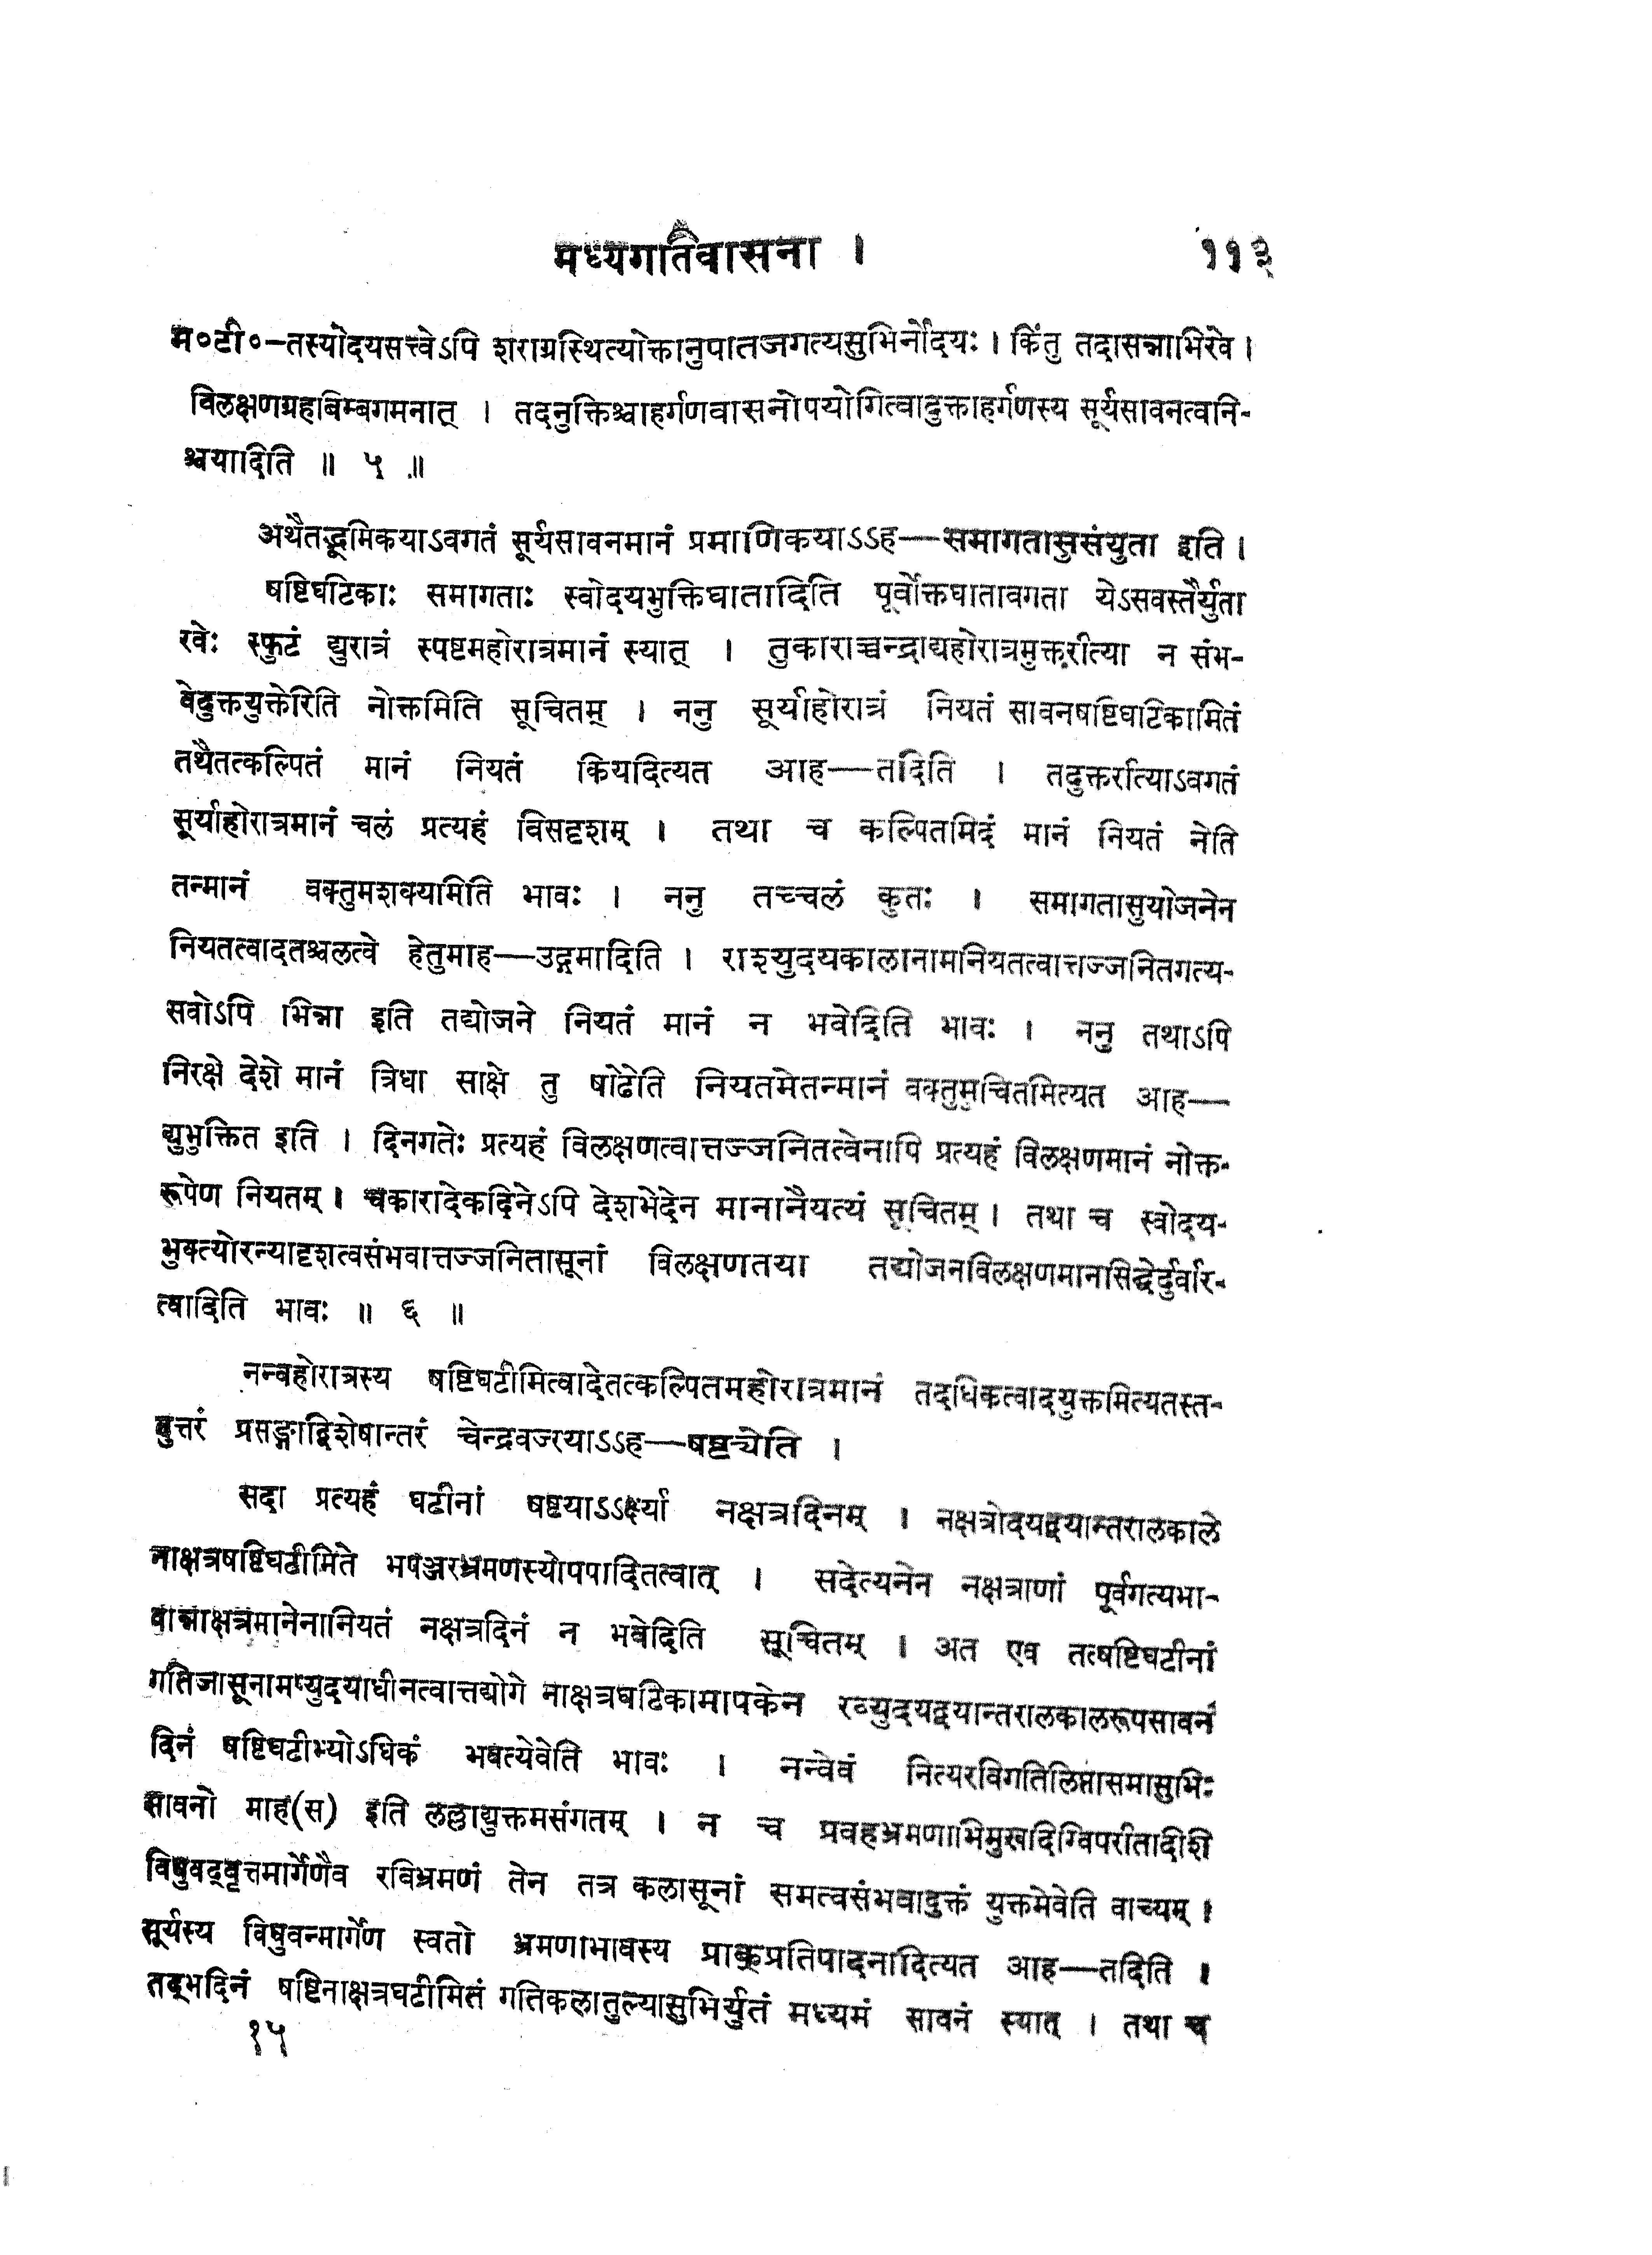 मध्यगतिवासना । ११३
म०टी०—तस्योदयसत्त्वेऽपि शराग्रस्थित्योक्तानुपातजगत्यसुभिर्नोदयः । किंतु तदासन्नाभिरेव ।
विलक्षणग्रहबिम्बगमनात् । तदनुक्तिश्चाहर्गणवासनोपयोगित्वादुक्ताहर्गणस्य सूर्यसावनत्वनि-
श्चयादिति ॥ ५ ॥
अथैतद्भूमिकयाऽवगतं सूर्यसावनमानं प्रमाणिकयाऽऽह—समागतासुसंयुता इति ।
षष्टिघटिकाः समागताः स्वोदयभुक्तिघातादिति पूर्वोक्तघातावगता येऽसवस्तैर्युता
रवेः स्फुटं द्युरात्रं स्पष्टमहोरात्रमानं स्यात् । तुकाराच्चन्द्राद्यहोरात्रमुक्तरीत्या न संभ-
वेदुक्तयुक्तेरिति नोक्तमिति सूचितम् । ननु सूर्याहोरात्रं नियतं सावनषष्टिघटिकामितं
तथैतत्कल्पितं मानं नियतं कियदित्यत आह—तदिति । तदुक्तरीत्याऽवगतं
सूर्याहोरात्रमानं चलं प्रत्यहं विसदृशम् । तथा च कल्पितमिदं मानं नियतं नेति
तन्मानं वक्तुमशक्यामिति भावः । ननु तच्चलं कुतः । समागतासुयोजनेन
नियतत्वादतश्चलत्वे हेतुमाह—उद्गमादिति । राश्युदयकालानामनियतत्वात्तज्जनितगत्य-
सवोऽपि भिन्ना इति तद्योजने नियतं मानं न भवेदिति भावः । ननु तथाऽपि
निरक्षे देशे मानं त्रिधा साक्षे तु षोढेति नियतमेतन्मानं वक्तुमुचितमित्यत आह—
द्युभुक्तित इति । दिनगतेः प्रत्यहं विलक्षणत्वात्तज्जनितत्वेनापि प्रत्यहं विलक्षणमानं नोक्त-
रूपेण नियतम् । चकारादेकदिनेऽपि देशभेदेन मानानैयत्यं सूचितम् । तथा च स्वोदय-
भुक्त्योरन्यादृशत्वसंभवात्तज्जनितासूनां विलक्षणतया तद्योजनविलक्षणमानसिद्धेर्दुर्वार-
त्वादिति भावः ॥ ६ ॥
नन्वहोरात्रस्य षष्टिघटीमित्वादेतत्कल्पितमहोरात्रमानं तदधिकत्वादयुक्तमित्यतस्त-
दुत्तरं प्रसङ्गाद्विशेषान्तरं चेन्द्रवज्रयाऽऽह—षष्ट्येति ।
सदा प्रत्यहं घटीनां षष्टयाऽऽर्क्ष्या नक्षत्रदिनम् । नक्षत्रोदयद्वयान्तरालकाले
नाक्षत्रषष्टिघटीमिते भपञ्जरभ्रमणस्योपपादितत्वात् । सदेत्यनेन नक्षत्राणां पूर्वगत्यभा-
वान्नाक्षत्रमानेनानियतं नक्षत्रदिनं न भवेदिति सूचितम् । अत एव तत्षष्टिघटीनां
गतिजासूनामप्युदयाधीनत्वात्तद्योगे नाक्षत्रघटिकामापकेन रव्युदयद्वयान्तरालकालरूपसावनं
दिनं षष्टिघटीभ्योऽधिकं भवत्येवेति भावः । नन्वेवं नित्यरविगतिलिप्तासमासुभिः
सावनो माह(स) इति लल्लाद्युक्तमसंगतम् । न च प्रवहभ्रमणाभिमुखदिग्विपरीतादीशि
विषुवद्वृत्तमार्गेणैव रविभ्रमणं तेन तत्र कलासूनां समत्वसंभवादुक्तं युक्तमेवेति वाच्यम् ।
सूर्यस्य विषुवन्मार्गेण स्वतो भ्रमणाभावस्य प्राक्प्रतिपादनादित्यत आह—तदिति ।
तद्भदिनं षष्टिनाक्षत्रघटीमितं गतिकलातुल्यासुभिर्युतं मध्यमं सावनं स्यात् । तथा च
१५